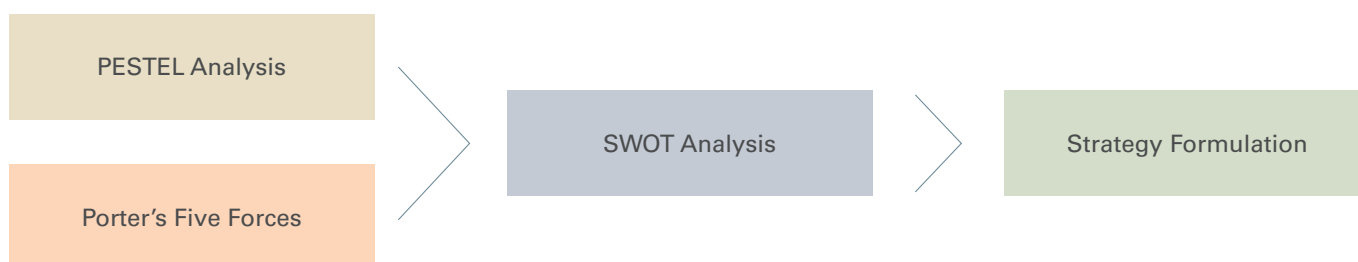 PESTEL Analysis
Porter’s Five Forces
SWOT Analysis
Strategy Formulation